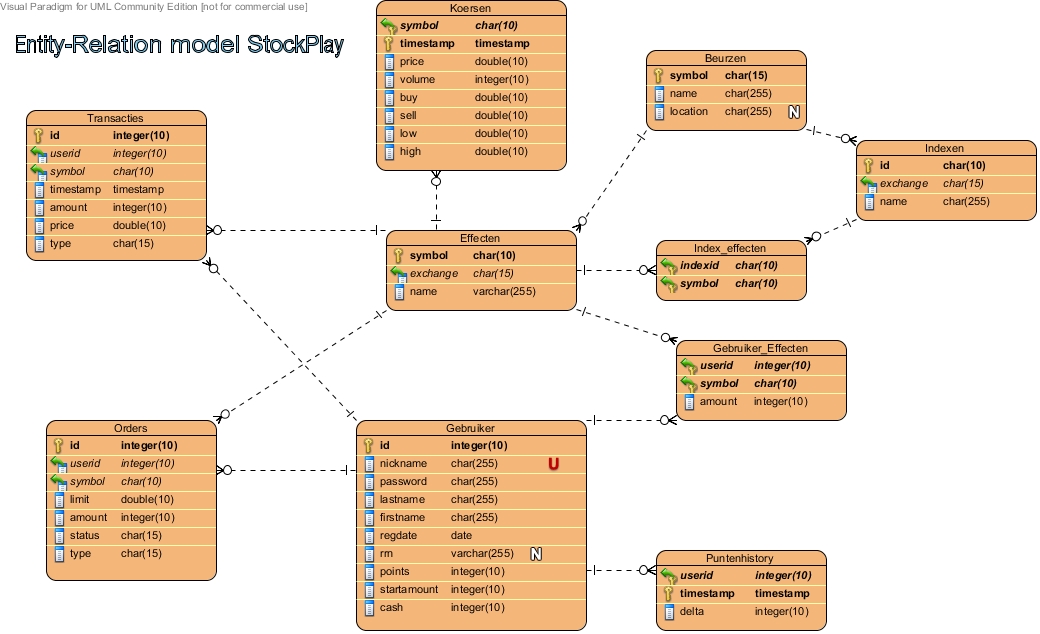 Visual Paradigm for UML Community Edition [not for commercial use]
Entity-Relation model StockPlay
Koersen
symbol char(10)
timestamp timestamp
price double(10)
volume integer(10)
buy double(10)
sell double(10)
low double(10)
high double(10)
Beurzen
symbol char(15)
name char(255)
location char(255) N
Transacties
id integer(10)
userid integer(10)
symbol char(10)
timestamp timestamp
amount integer(10)
price double(10)
type char(15)
Indexen
id char(10)
exchange char(15)
name char(255)
Effecten
symbol char(10)
exchange char(15)
name varchar(255)
Index_effecten
indexid char(10)
symbol char(10)
Gebruiker_Effecten
userid integer(10)
symbol char(10)
amount integer(10)
Orders
id integer(10)
userid integer(10)
symbol char(10)
limit double(10)
amount integer(10)
status char(15)
type char(15)
Gebruiker
id integer(10)
nickname char(255) U
password char(255)
lastname char(255)
firstname char(255)
regdate date
rrn varchar(255) N
points integer(10)
startamount integer(10)
cash integer(10)
Puntenhistory
userid integer(10)
timestamp timestamp
delta integer(10)